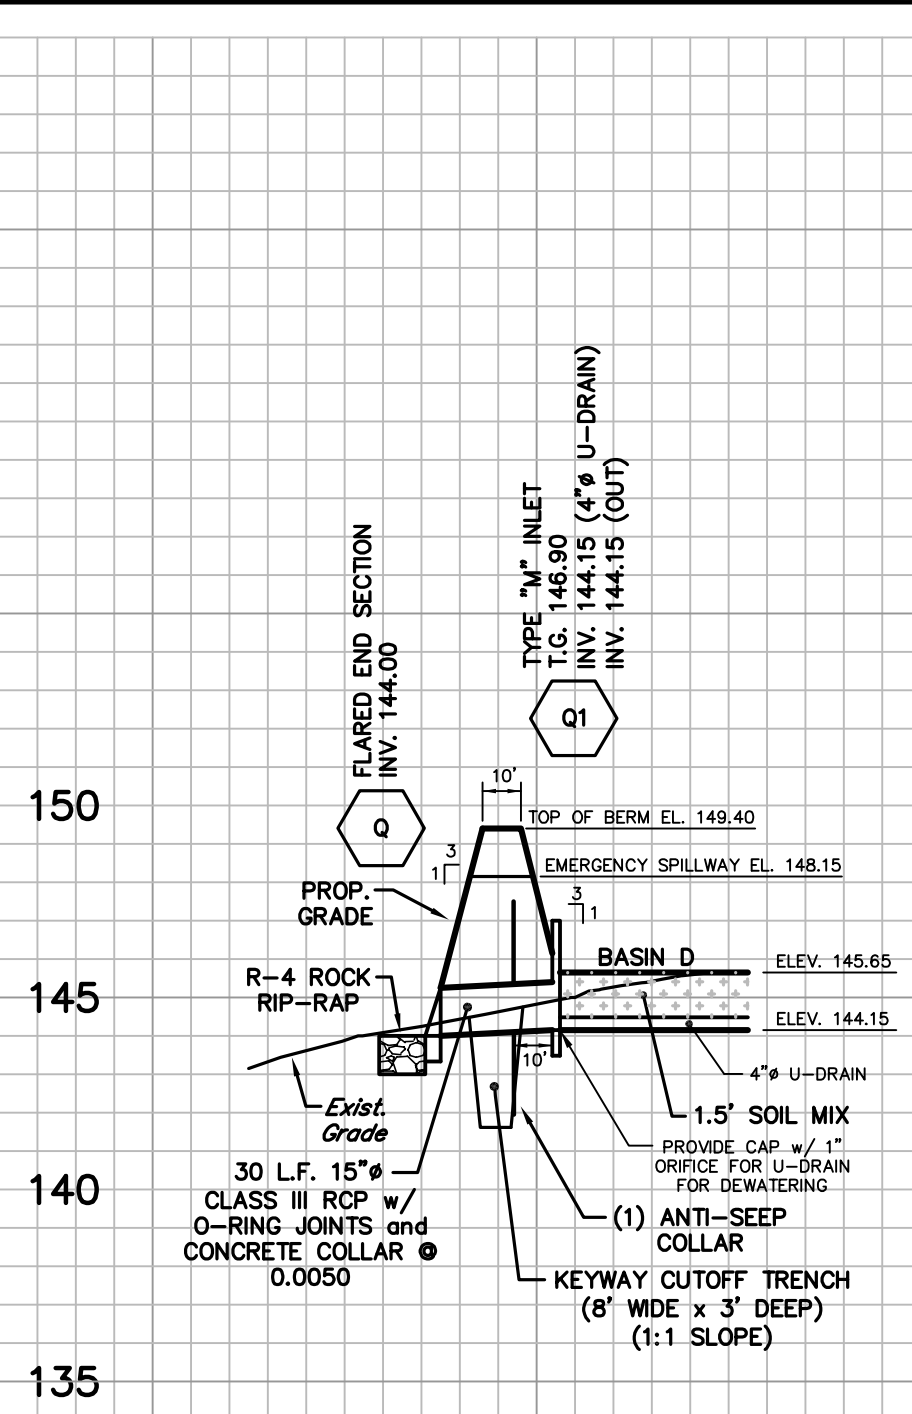 FLARED END SECTION
INV. 144.00
TYPE "M" INLET
T.G. 146.90
INV. 144.15 (4"ø U-DRAIN)
INV. 144.15 (OUT)
Q1
Q
10'
150
TOP OF BERM EL. 149.40
3
1
EMERGENCY SPILLWAY EL. 148.15
PROP.
GRADE
3
1
BASIN D
ELEV. 145.65
R-4 ROCK
RIP-RAP
145
ELEV. 144.15
10'
4"ø U-DRAIN
Exist.
Grade
1.5' SOIL MIX
PROVIDE CAP w/ 1"
ORIFICE FOR U-DRAIN
FOR DEWATERING
140
30 L.F. 15"ø
CLASS III RCP w/
O-RING JOINTS and
CONCRETE COLLAR @
0.0050
(1) ANTI-SEEP
COLLAR
KEYWAY CUTOFF TRENCH
(8' WIDE x 3' DEEP)
(1:1 SLOPE)
135